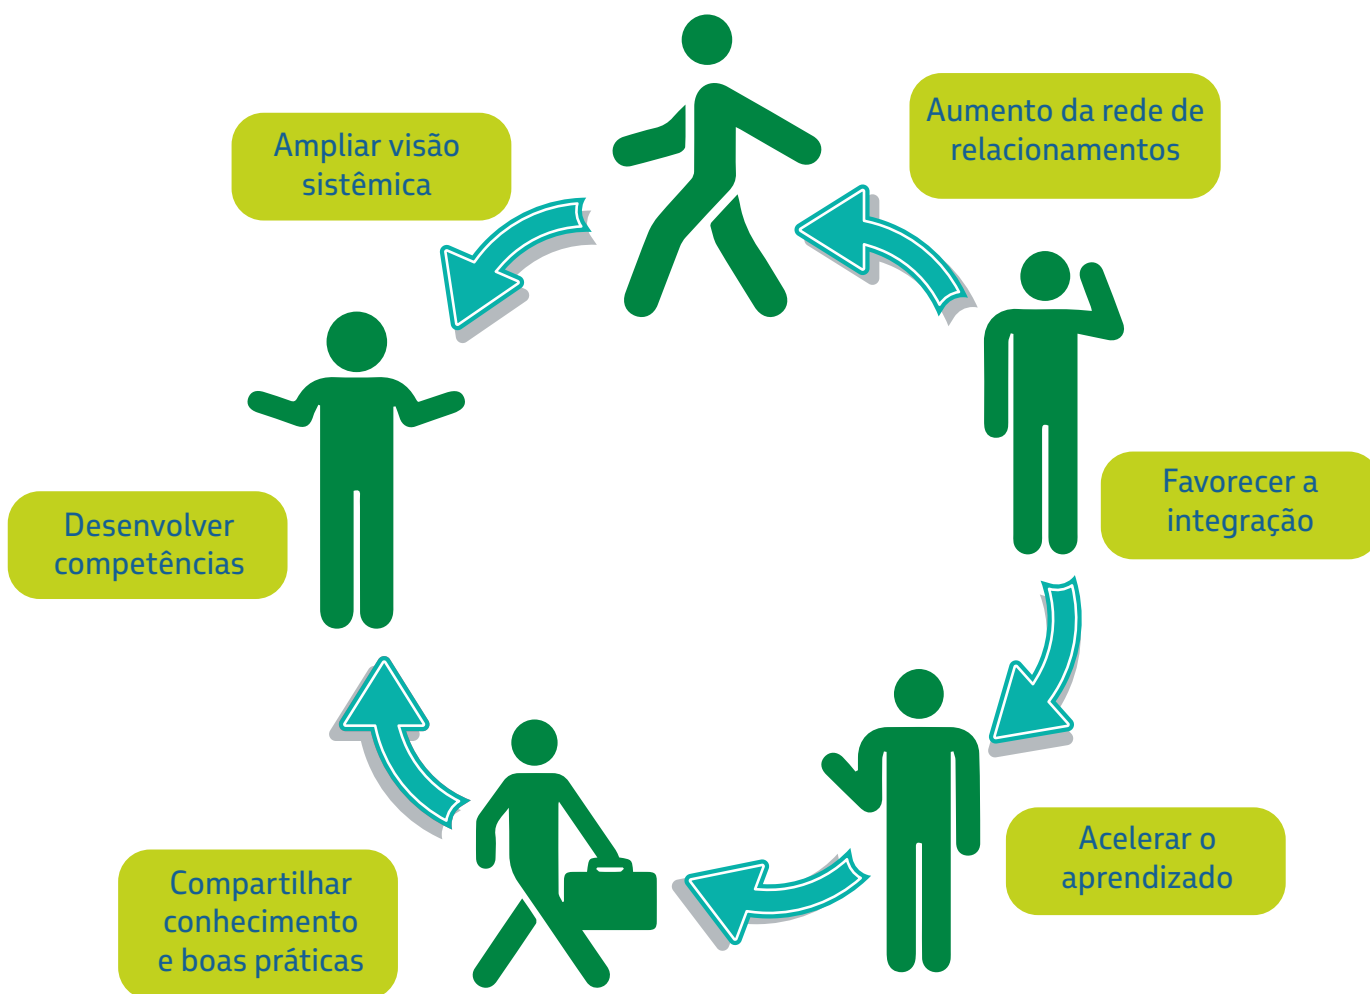 Ampliar visão
sistêmica
Aumento da rede de
relacionamentos
Favorecer a
integração
Desenvolver
competências
Acelerar o
aprendizado
Compartilhar
conhecimento
e boas práticas